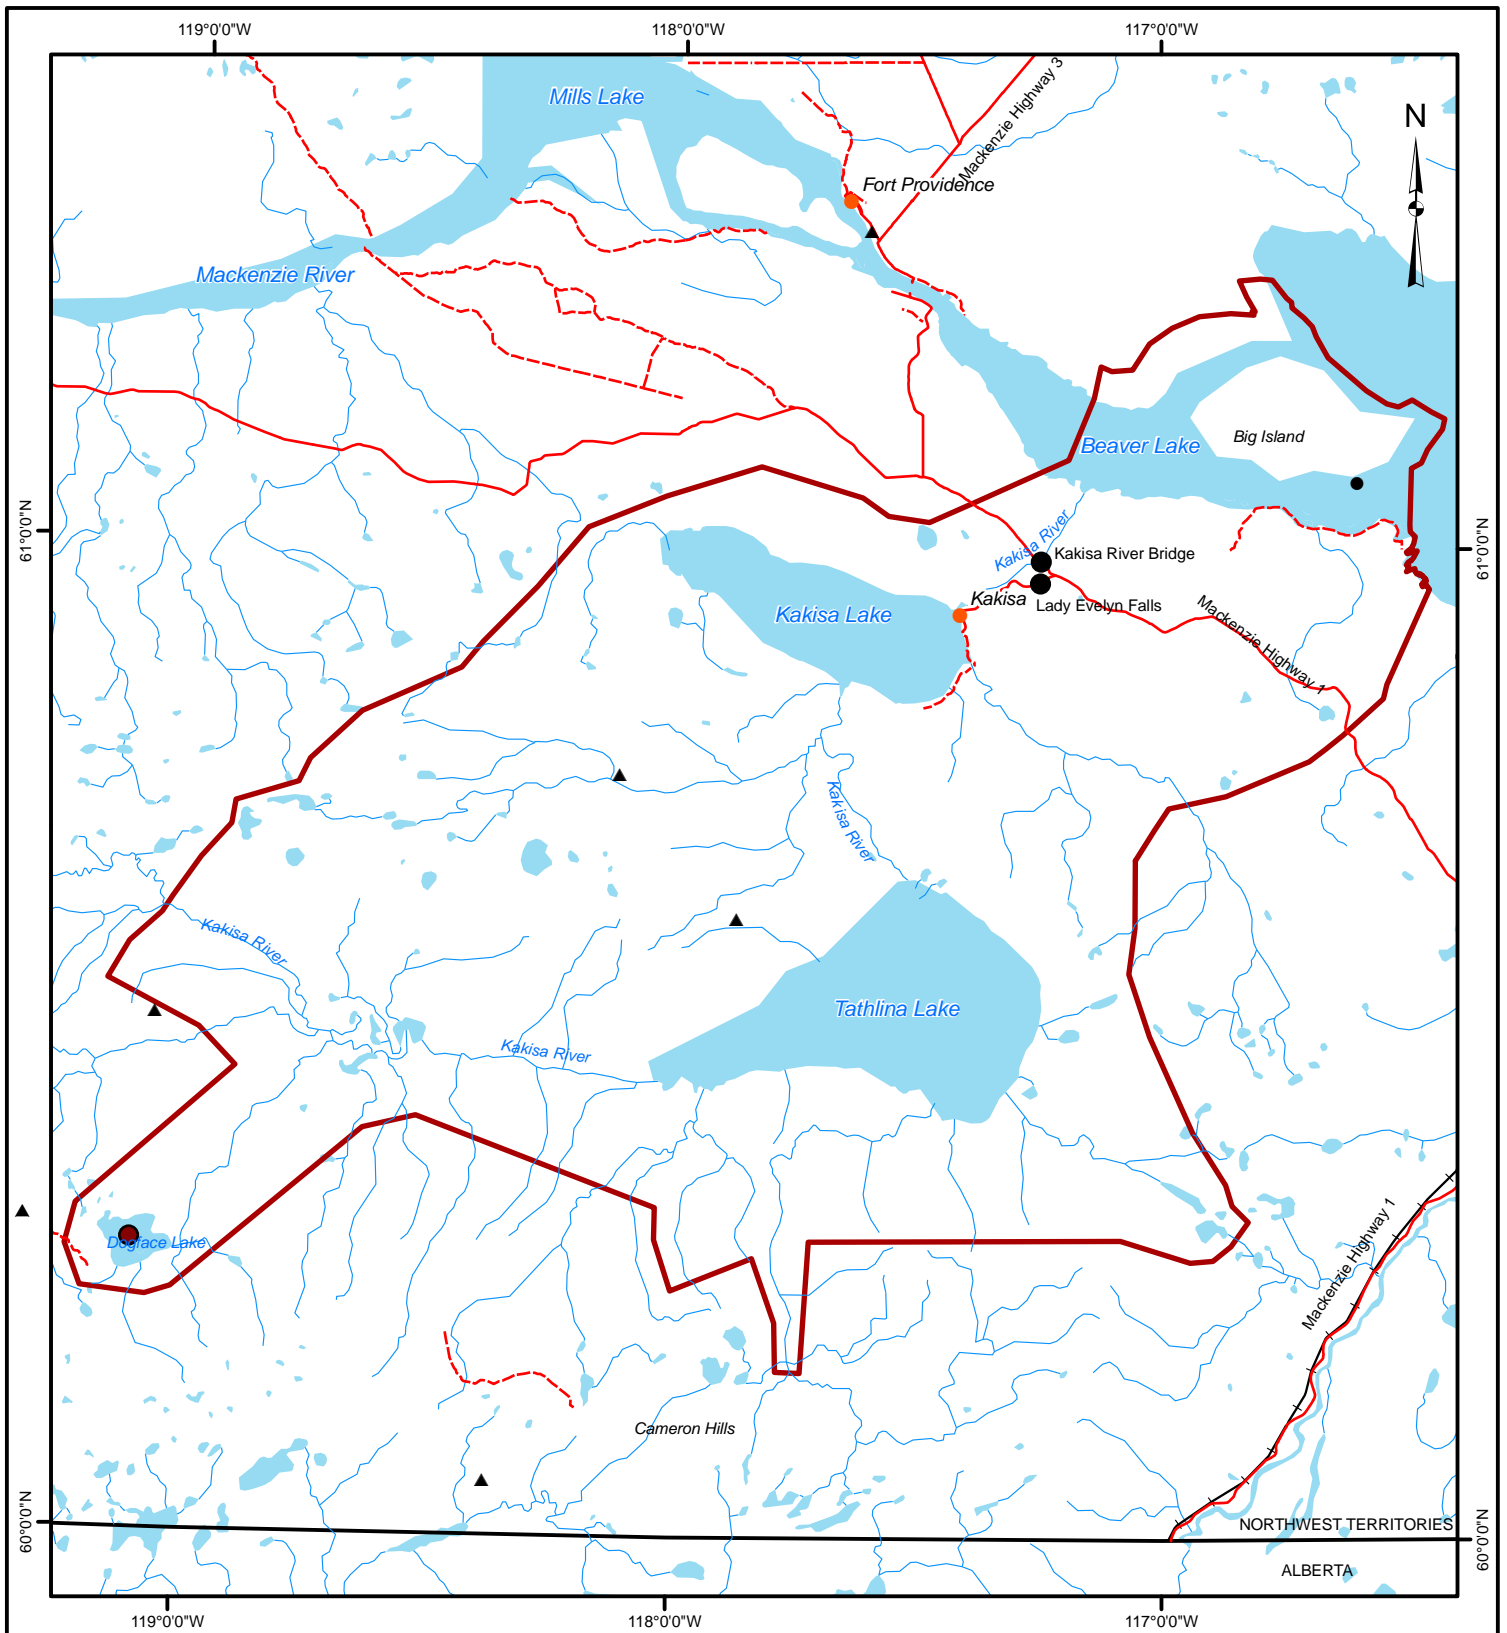 119°0'0"W
118°0'0"W
117°0'0"W
Mills Lake
Mackenzie Highway 3
N
Fort Providence
Mackenzie River
Beaver Lake
Big Island
61°0'0"N
61°0'0"N
Kakisa River
Kakisa River Bridge
Kakisa
Lady Evelyn Falls
Kakisa Lake
Mackenzie Highway 1
Kakisa River
Kakisa River
Tathlina Lake
Kakisa River
Dogface Lake
Mackenzie Highway 1
Cameron Hills
60°0'0"N
60°0'0"N
NORTHWEST TERRITORIES
ALBERTA
119°0'0"W
118°0'0"W
117°0'0"W